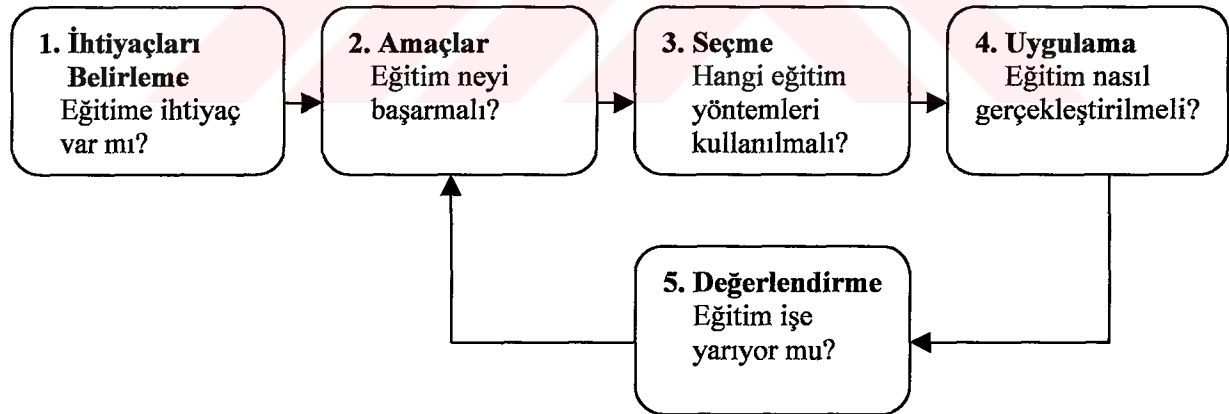 1. İhtiyaçları
Belirleme
Eğitime ihtiyaç
var mı?
2. Amaçlar
Eğitim neyi
başarmalı?
3. Seçme
Hangi eğitim
yöntemleri
kullanılmalı?
4. Uygulama
Eğitim nasıl
gerçekleştirilmeli?
5. Değerlendirme
Eğitim işe
yarıyor mu?